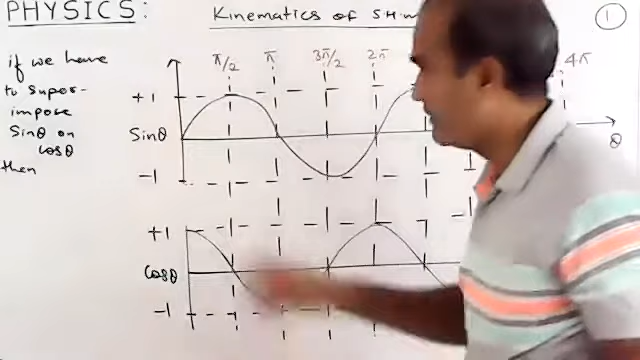 PHYSICS:
Kinematics of SHM
1
if we have
to super-
impose
Sinθ on
cosθ
then
π/2 π 3π/2 2π 4π
+1
Sinθ
θ
-1
-1
+1
Cosθ
-1